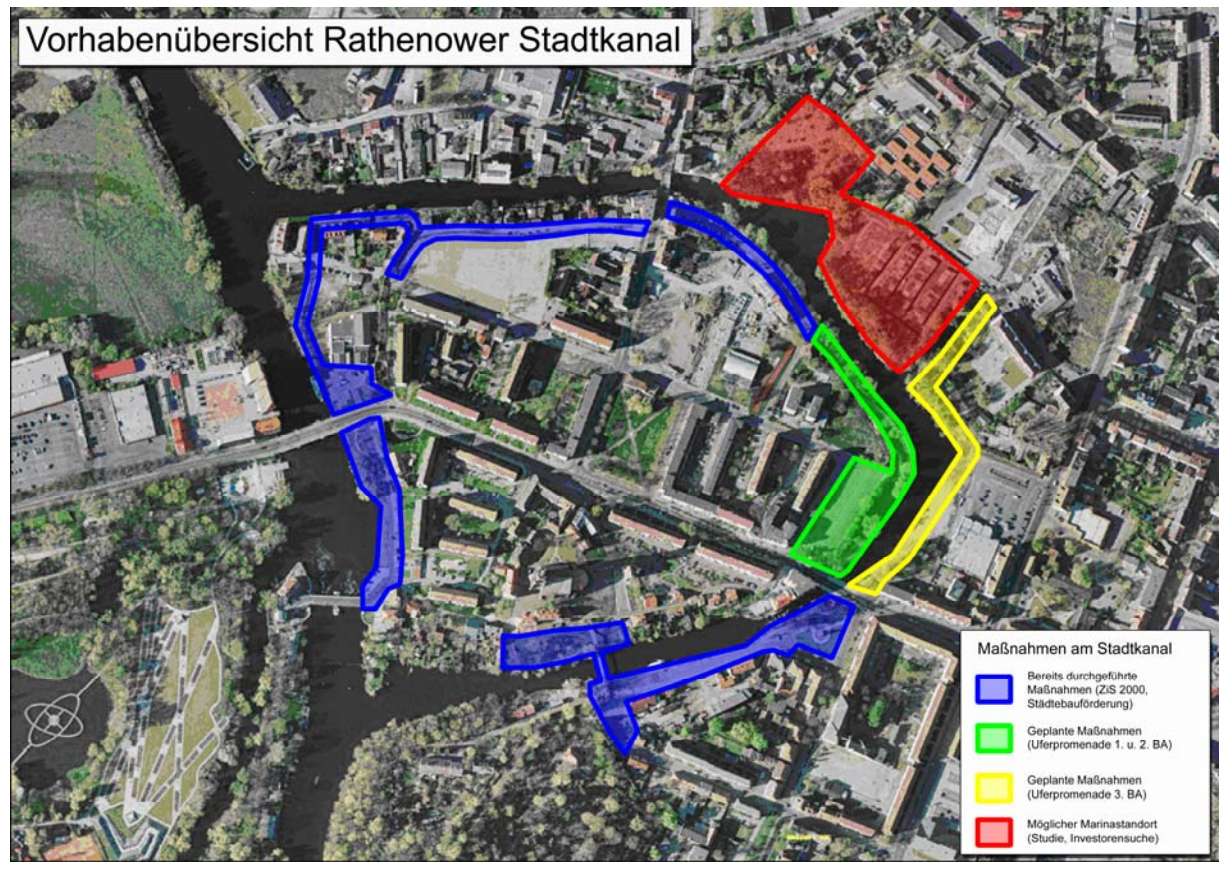 Vorhabenübersicht Rathenower Stadtkanal
Maßnahmen am Stadtkanal
Bereits durchgeführte
Maßnahmen (ZiS 2000,
Städtebauförderung)
Geplante Maßnahmen
(Uferpromenade 1. u. 2. BA)
Geplante Maßnahmen
(Uferpromenade 3. BA)
Möglicher Marinastandort
(Studie, Investorensuche)